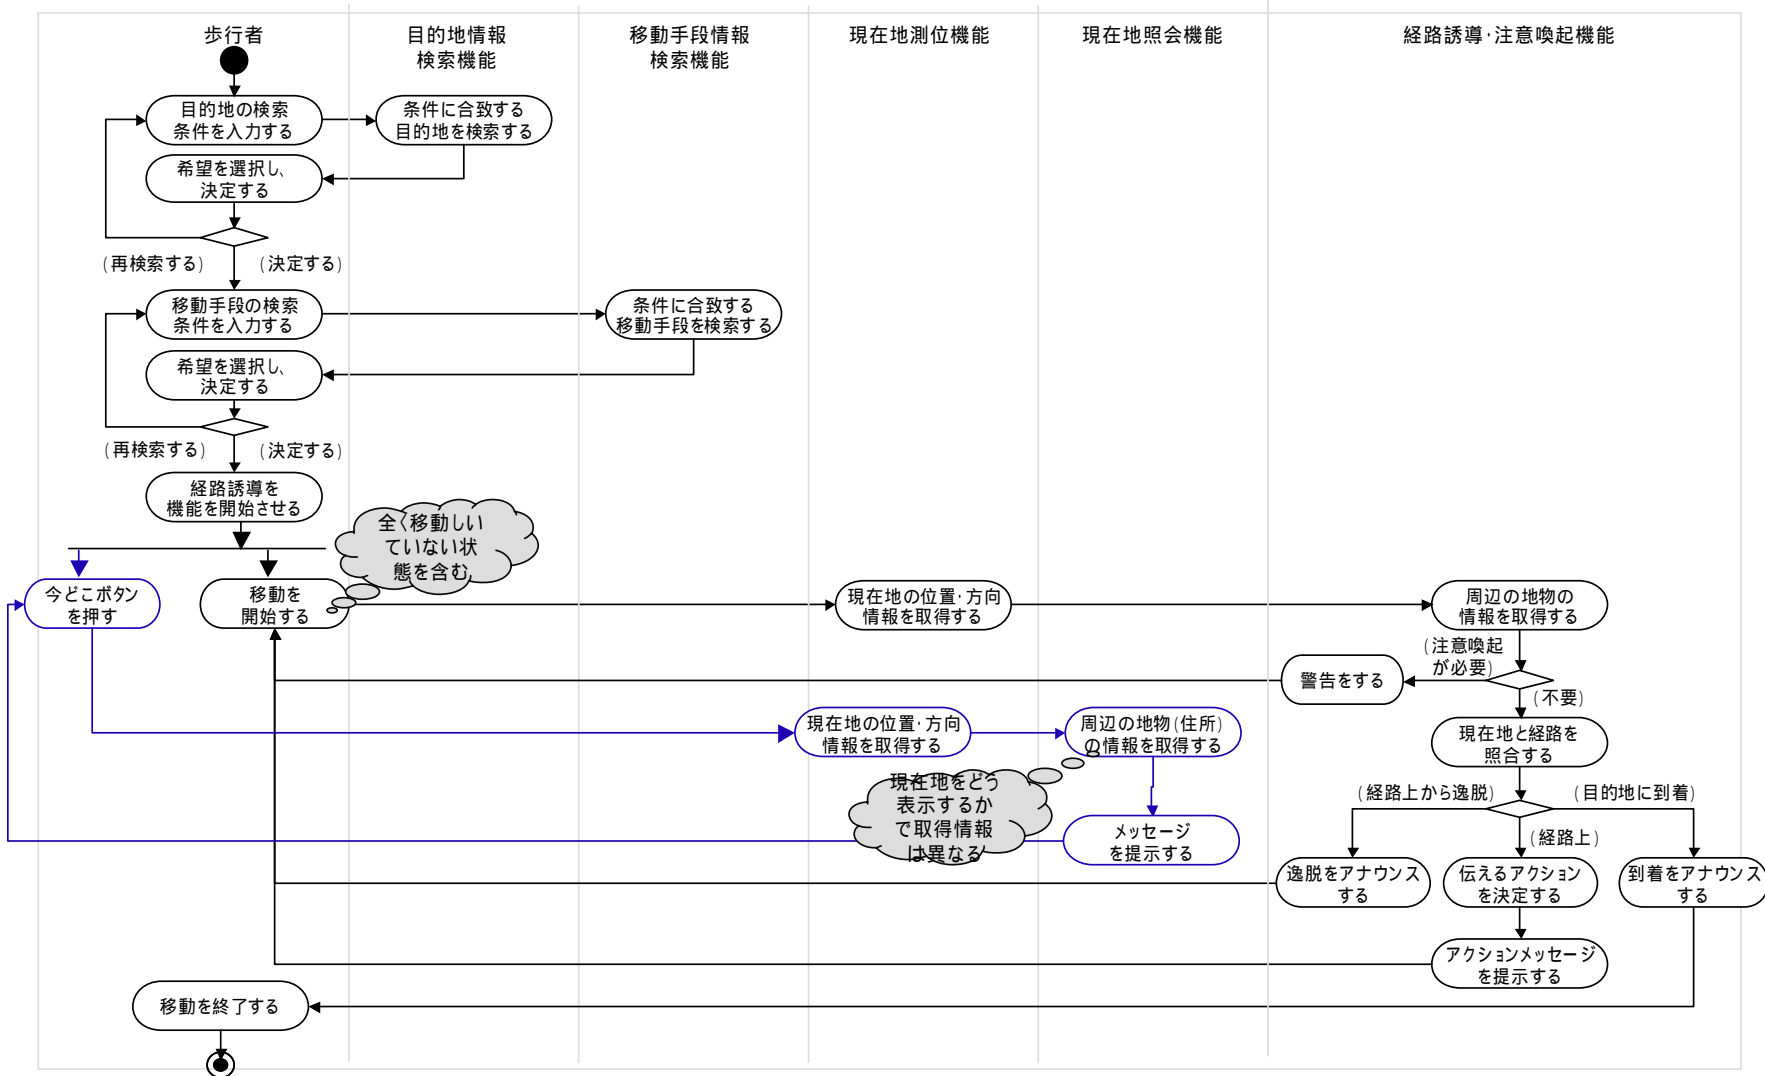 歩行者
目的地情報
検索機能
移動手段情報
検索機能
現在地測位機能
現在地照会機能
経路誘導・注意喚起機能
目的地の検索
条件を入力する
条件に合致する
目的地を検索する
希望を選択し、
決定する
(再検索する)
(決定する)
移動手段の検索
条件を入力する
条件に合致する
移動手段を検索する
希望を選択し、
決定する
(再検索する)
(決定する)
経路誘導を
機能を開始させる
全く移動しい
ていない状
態を含む
今どこボタン
を押す
移動を
開始する
現在地の位置・方向
情報を取得する
周辺の地物の
情報を取得する
(注意喚起
が必要)
警告をする
(不要)
現在地の位置・方向
情報を取得する
周辺の地物(住所)
の情報を取得する
現在地と経路を
照合する
現在地をどう
表示するか
で取得情報
は異なる
(経路上から逸脱)
(目的地に到着)
(経路上)
メッセージ
を提示する
逸脱をアナウンス
する
伝えるアクション
を決定する
到着をアナウンス
する
アクションメッセージ
を提示する
移動を終了する